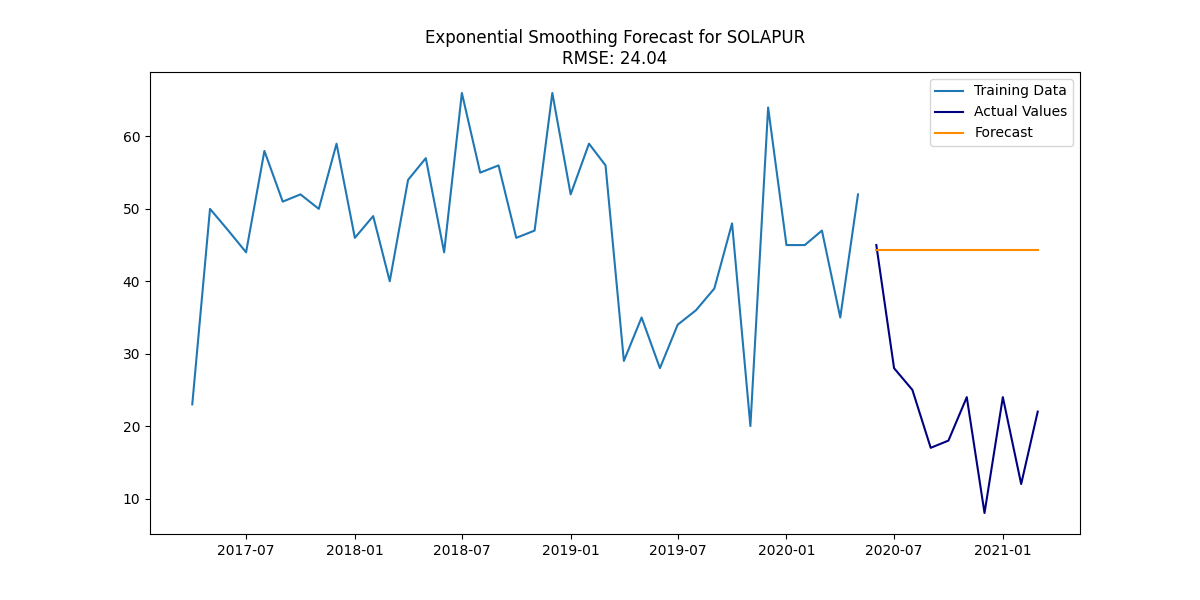 Exponential Smoothing Forecast for SOLAPUR
RMSE: 24.04
Training Data
Actual Values
Forecast
60
50
40
30
20
10
2017-07 2018-01 2018-07 2019-01 2019-07 2020-01 2020-07 2021-01